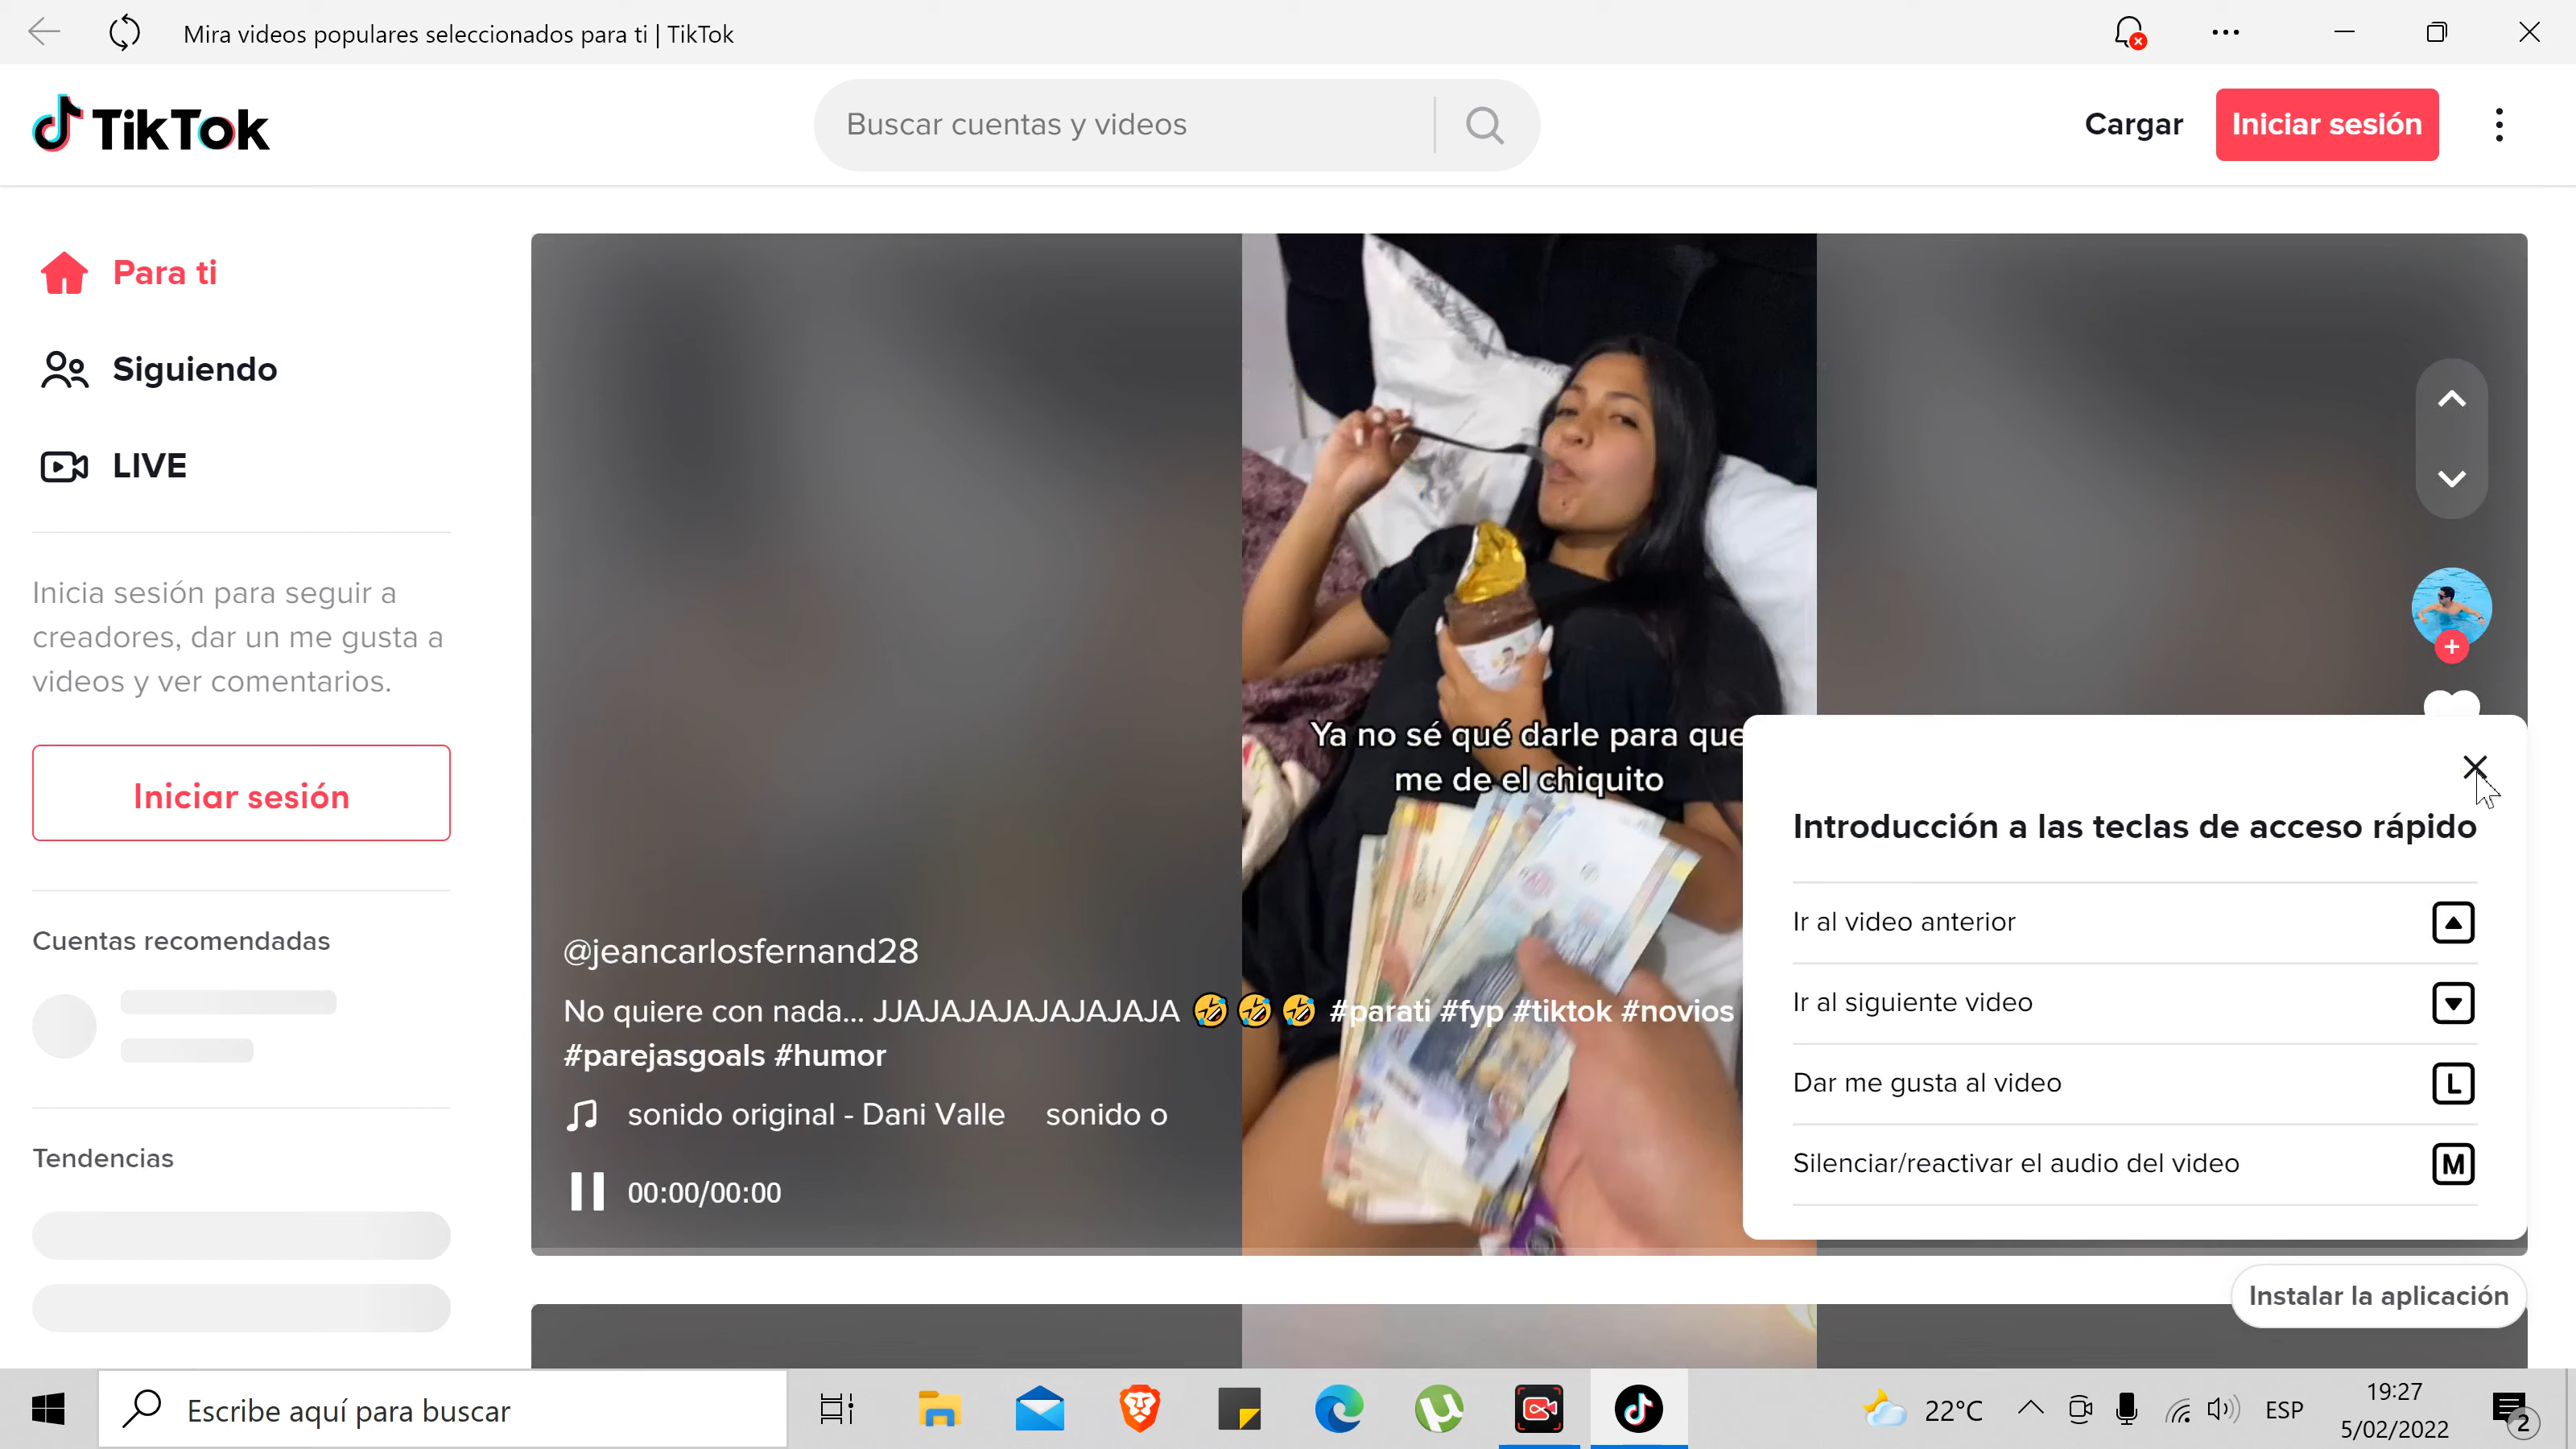 Mira videos populares seleccionados para ti | TikTok
TikTok
Buscar cuentas y videos
Cargar
Iniciar sesión
Para ti
Siguiendo
LIVE
Inicia sesión para seguir a
creadores, dar un me gusta a
videos y ver comentarios.
Iniciar sesión
Cuentas recomendadas
Tendencias
Ya no sé qué darle para que
me de el chiquito
@jeancarlosfernand28
No quiere con nada... JJAJAJAJAJAJAJAJA 🤣🤣🤣 #parati #fyp #tiktok #novios
#parejasgoals #humor
sonido original - Dani Valle sonido o
00:00/00:00
Introducción a las teclas de acceso rápido
Ir al video anterior
Ir al siguiente video
Dar me gusta al video L
Silenciar/reactivar el audio del video M
Instalar la aplicación
Escribe aquí para buscar
22°C
ESP
19:27
5/02/2022
2